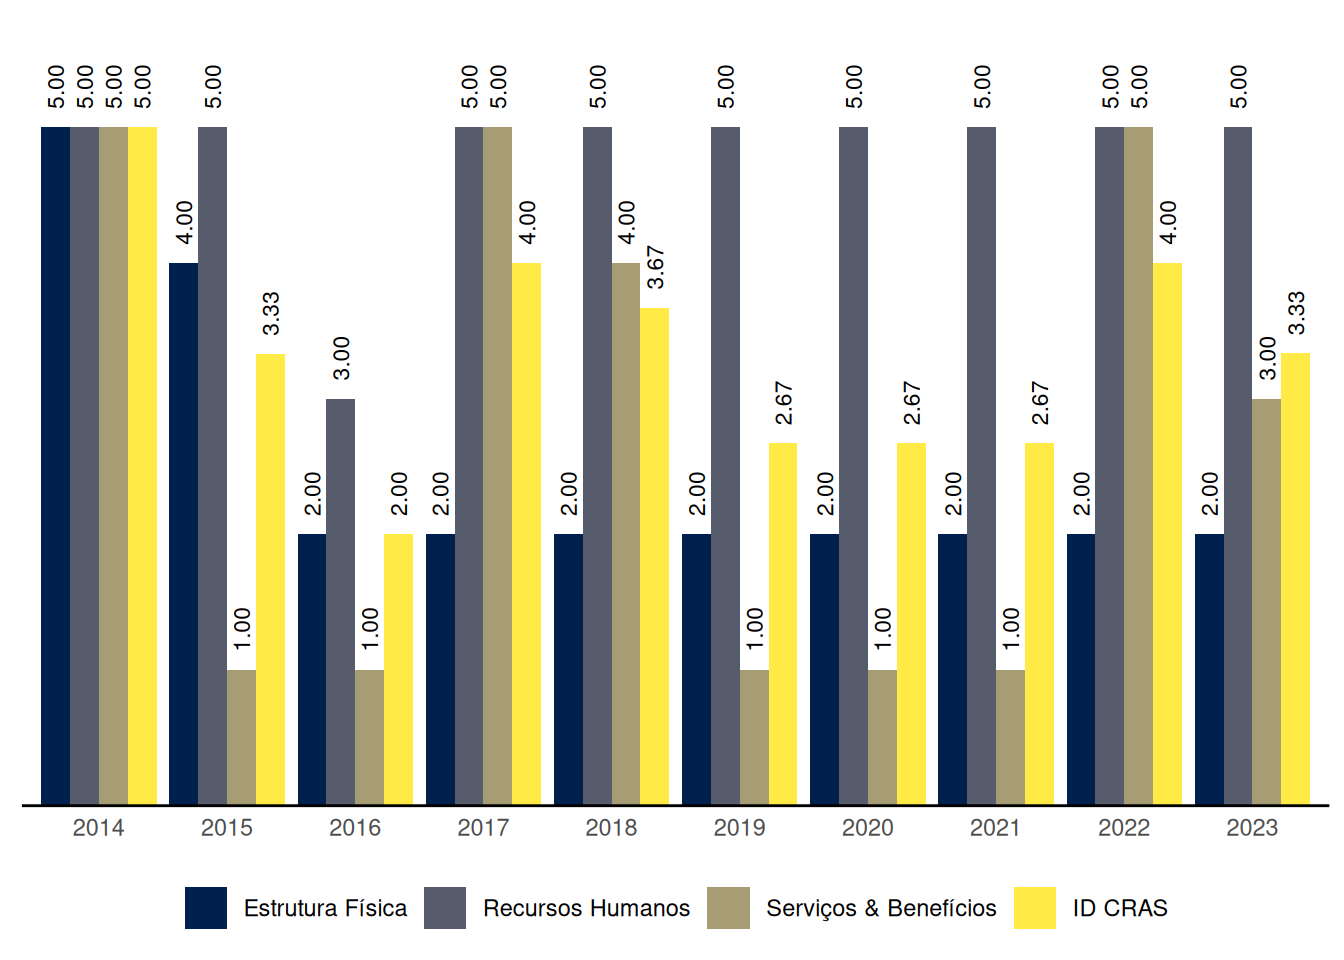 5.00 5.00 5.00 5.00 4.00 5.00 1.00 3.33 2.00 3.00 1.00 2.00 2.00 5.00 5.00 4.00 2.00 5.00 4.00 3.67 2.00 5.00 1.00 2.67 2.00 5.00 1.00 2.67 2.00 5.00 1.00 2.67 2.00 5.00 5.00 4.00 2.00 5.00 3.00 3.33
2014 2015 2016 2017 2018 2019 2020 2021 2022 2023
Estrutura Física Recursos Humanos Serviços & Benefícios ID CRAS